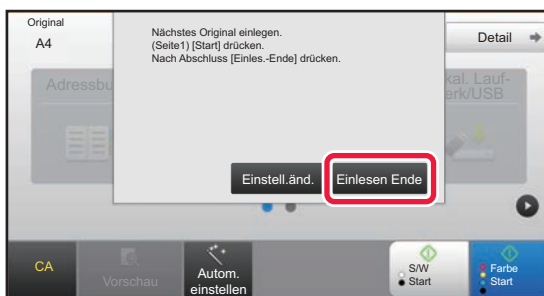 Original
A4
Nächstes Original einlegen.
(Seite1) [Start] drücken.
Nach Abschluss [Einles.-Ende] drücken.
Detail
Adressbu
kal. Lauf-
erk/USB
Einstell.änd.
Einlesen Ende
CA
Vorschau
Autom.
einstellen
S/W
Start
Farbe
Start